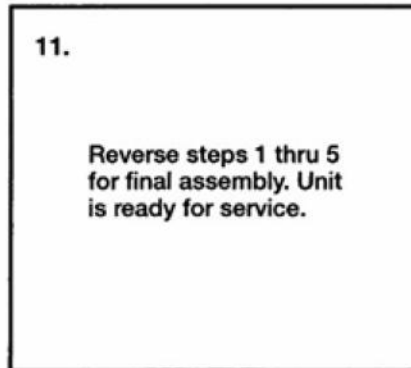 11.
Reverse steps 1 thru 5
for final assembly. Unit
is ready for service.